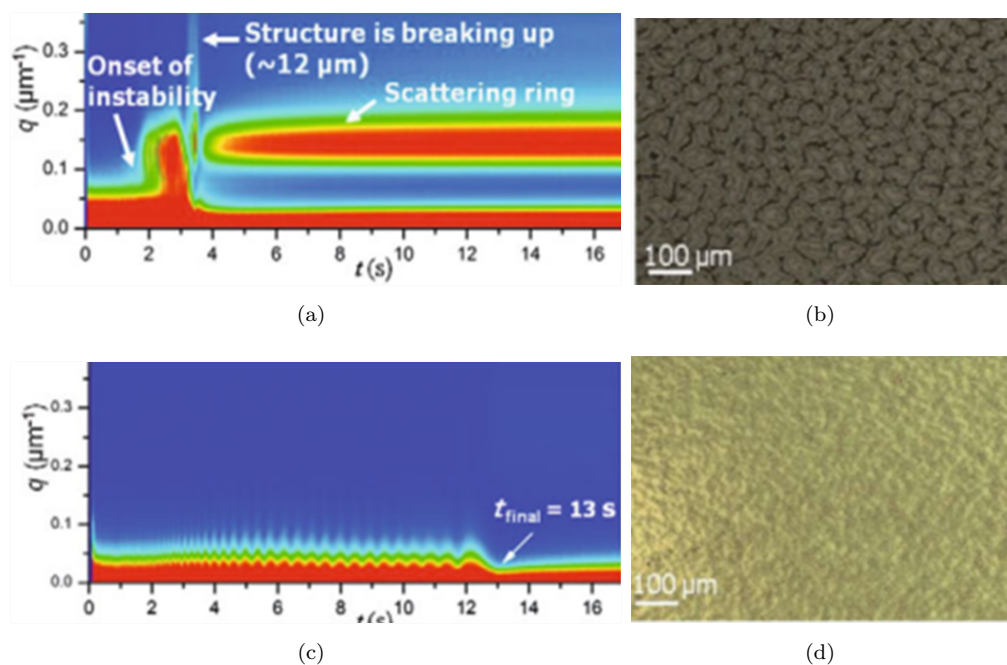 0.3
0.2
0.1
0.0
q (μm⁻¹)
Structure is breaking up
(~12 μm)
Onset of
instability
Scattering ring
0 2 4 6 8 10 12 14 16
t (s)
100 μm
(a)
(b)
0.3
0.2
0.1
0.0
q (μm⁻¹)
t_final = 13 s
0 2 4 6 8 10 12 14 16
t(s)
100 μm
(c)
(d)